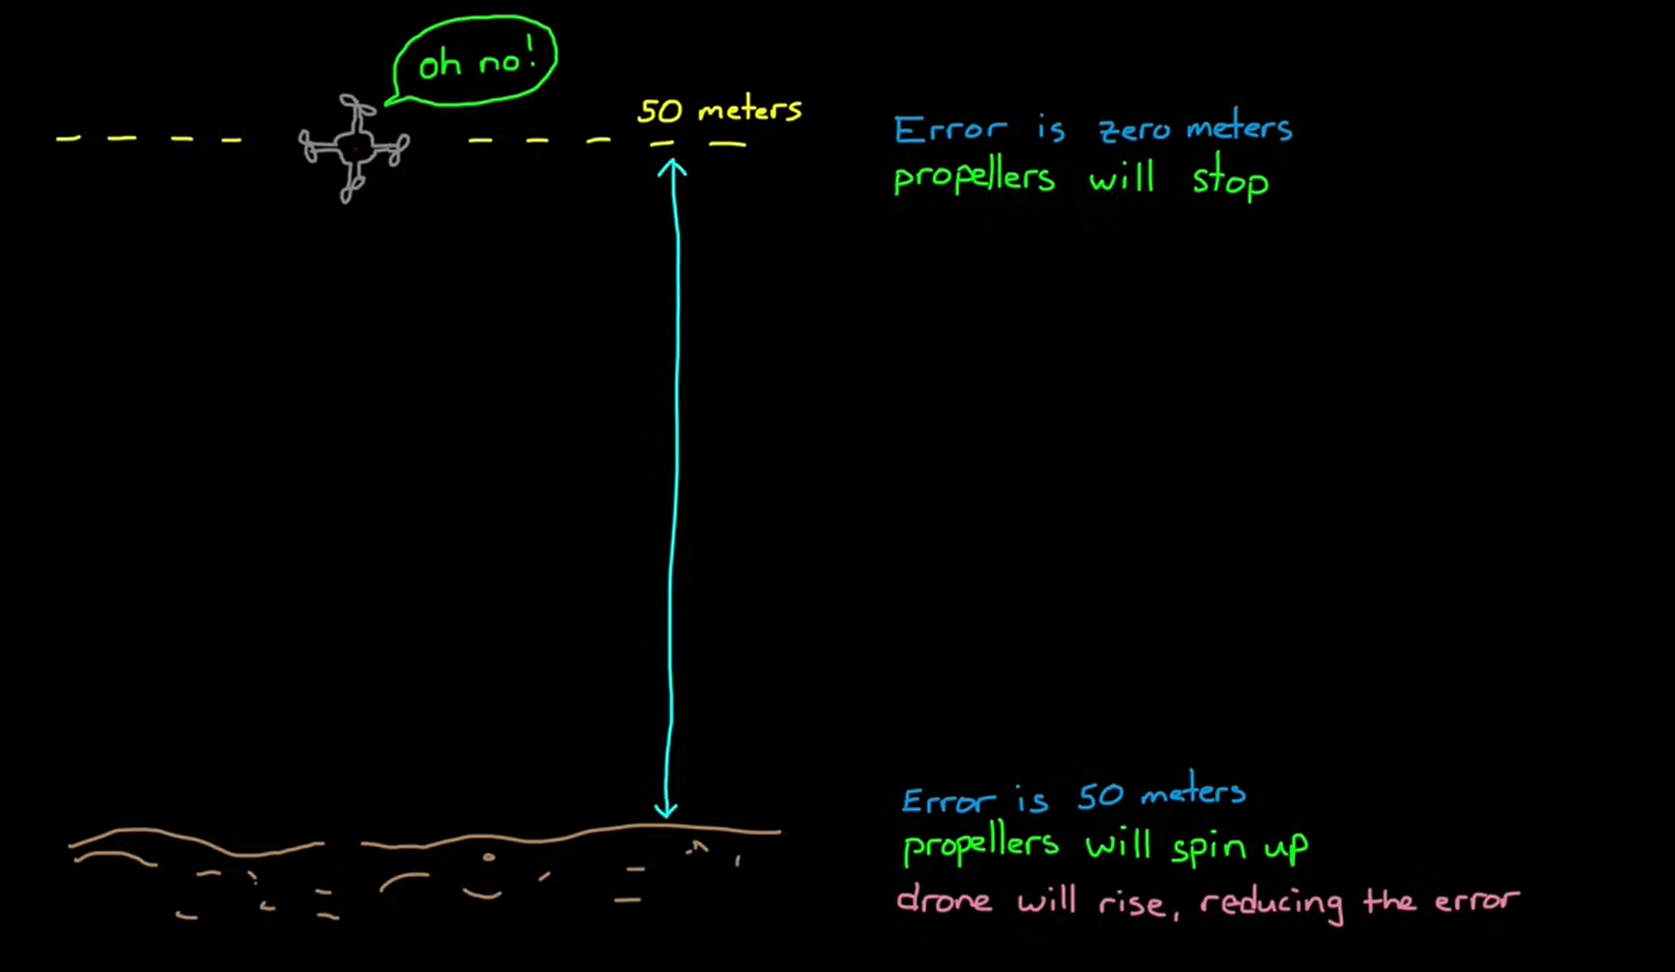 oh no!
50 meters
Error is zero meters
propellers will stop
Error is 50 meters
propellers will spin up
drone will rise, reducing the error